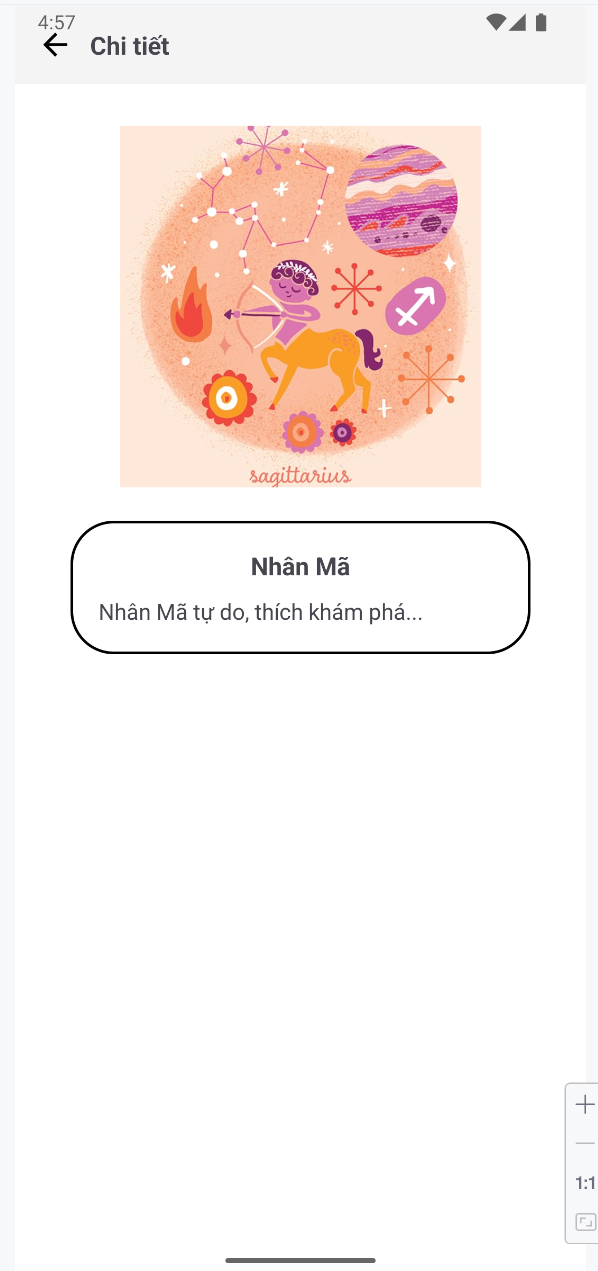 4:57
Chi tiết
sagittarius
Nhân Mã
Nhân Mã tự do, thích khám phá...
1:1